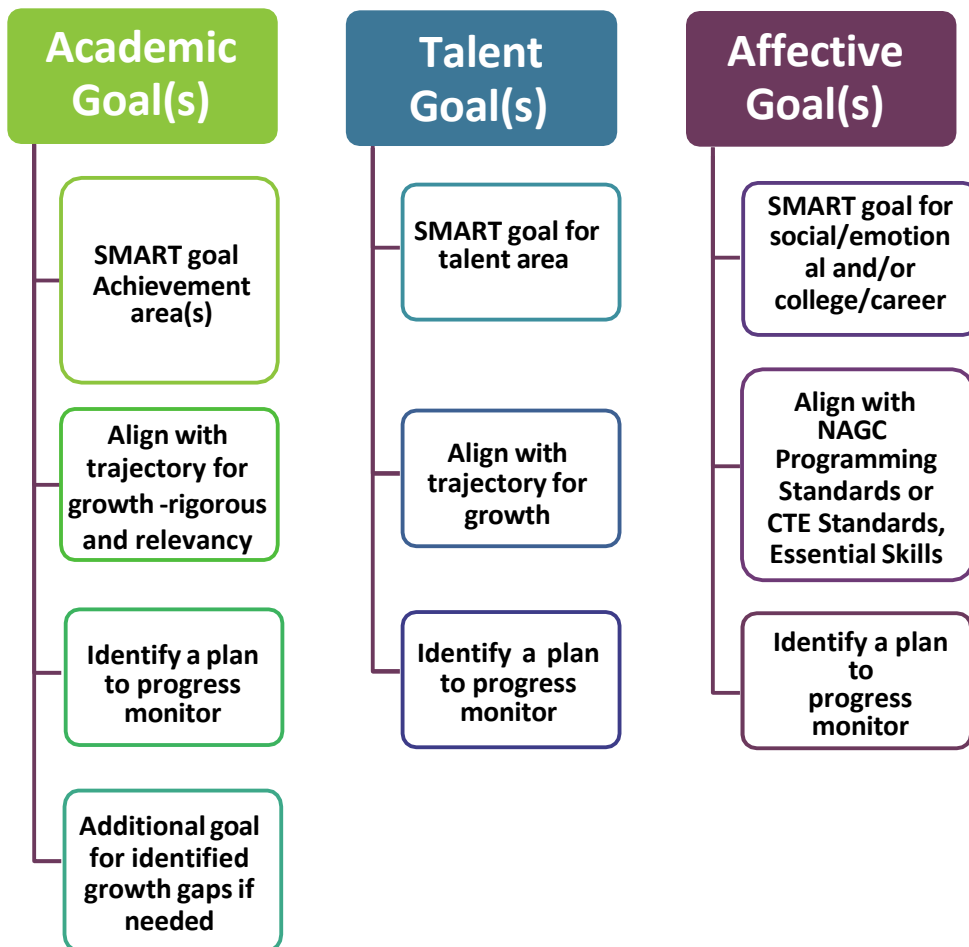 Academic
Goal(s)
SMART goal
Achievement
area(s)
Align with
trajectory for
growth -rigorous
and relevancy
Identify a plan
to progress
monitor
Additional goal
for identified
growth gaps if
needed
Talent
Goal(s)
SMART goal for
talent area
Align with
trajectory for
growth
Identify a plan
to progress
monitor
Affective
Goal(s)
SMART goal for
social/emotion
al and/or
college/career
Align with
NAGC
Programming
Standards or
CTE Standards,
Essential Skills
Identify a plan
to
progress
monitor